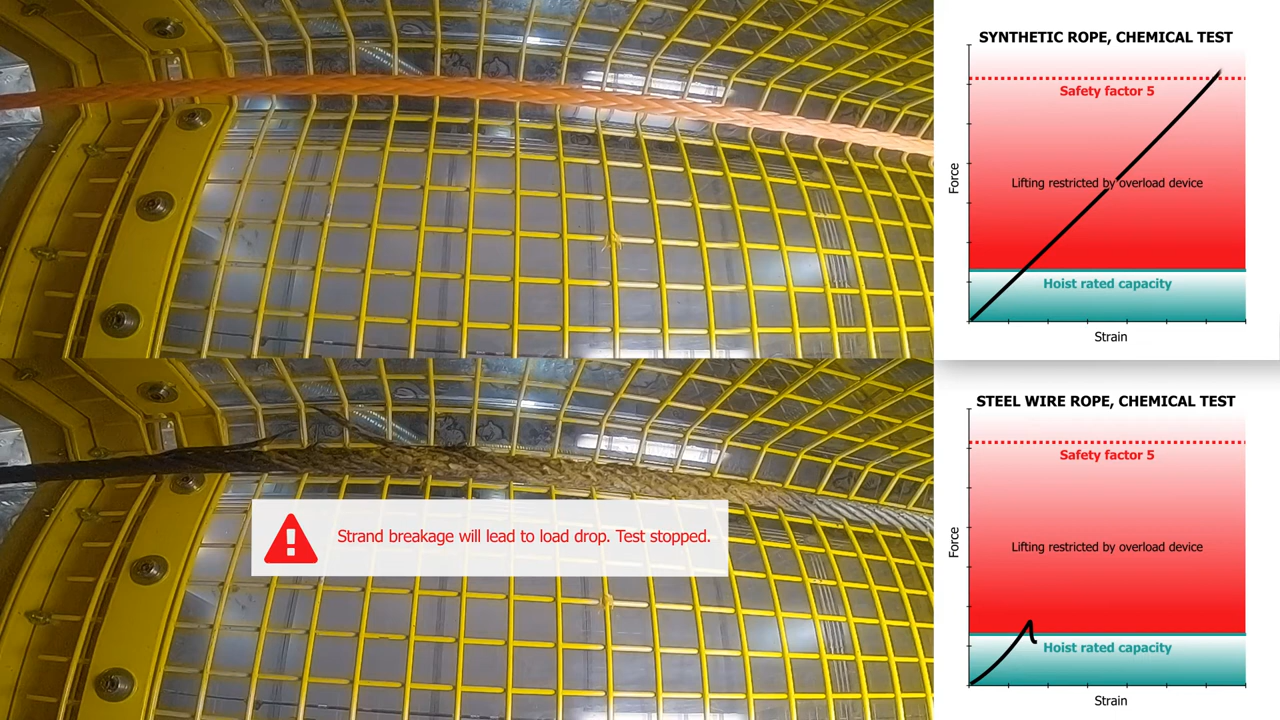 SYNTHETIC ROPE, CHEMICAL TEST
Safety factor 5
Lifting restricted by overload device
Hoist rated capacity
Force
Strain
Strand breakage will lead to load drop. Test stopped.
STEEL WIRE ROPE, CHEMICAL TEST
Safety factor 5
Lifting restricted by overload device
Hoist rated capacity
Force
Strain